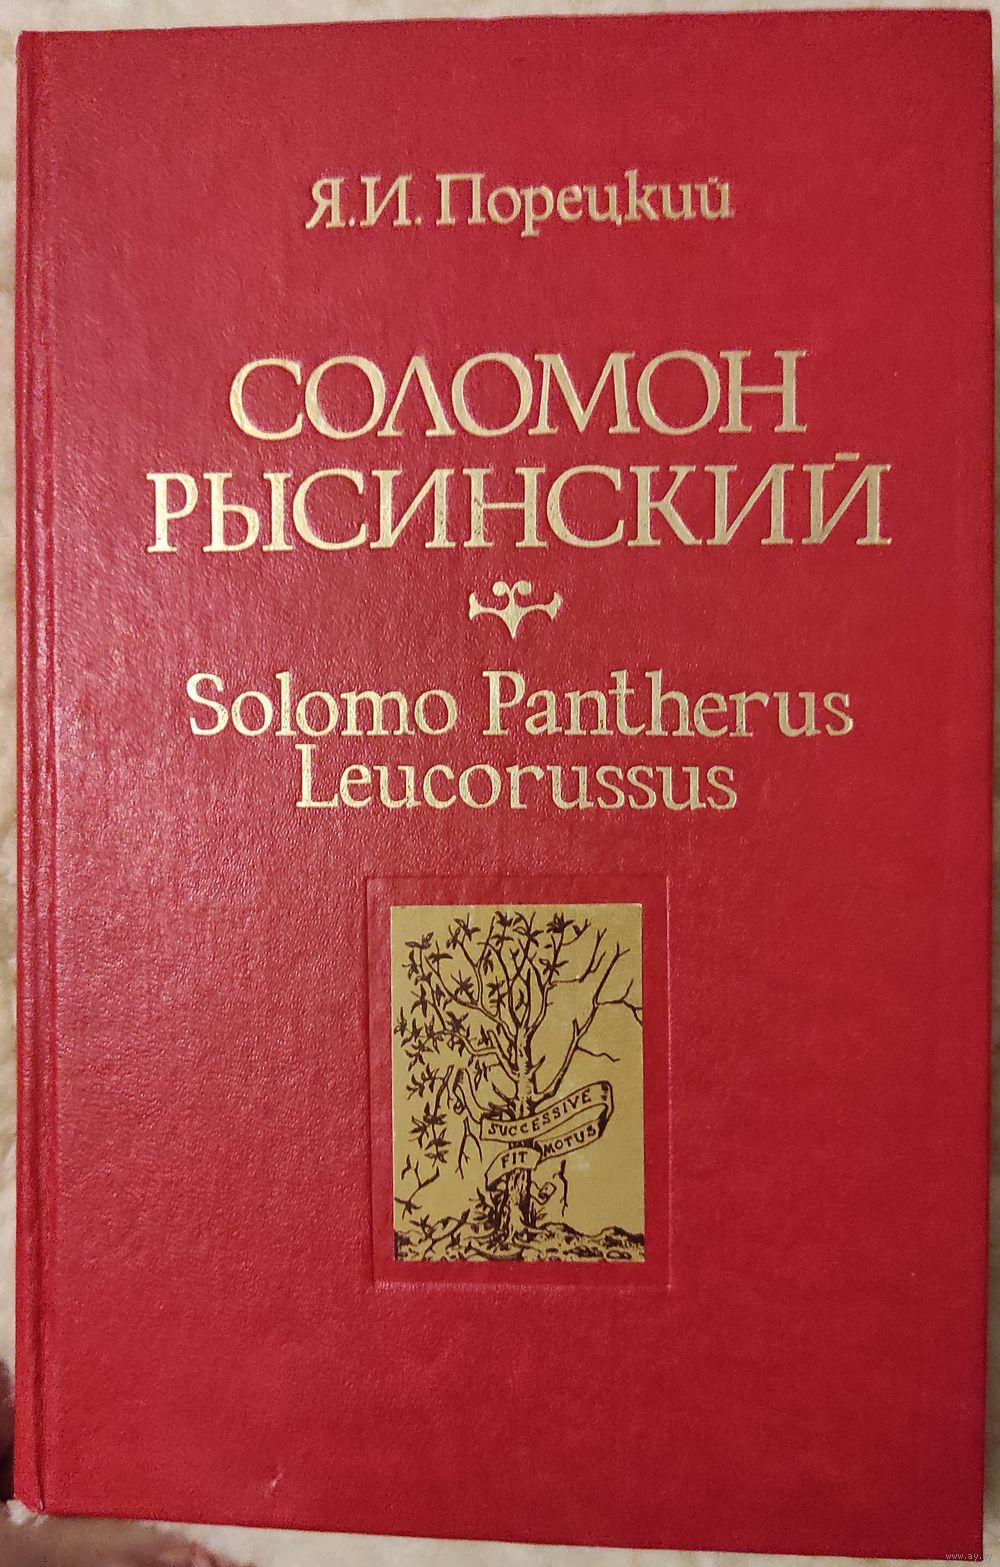 Я.И. Порецкий
СОЛОМОН
РЫСИНСКИЙ
Solomo Pantherus
Leucorussus
SUCCESSIVE
FIT MOTUS